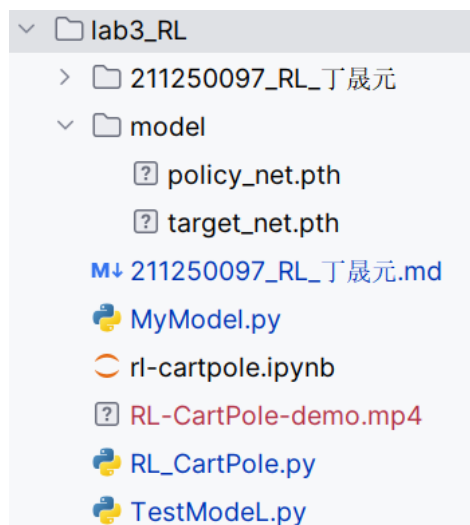 lab3_RL
211250097_RL_丁晟元
model
policy_net.pth
target_net.pth
M↓ 211250097_RL_丁晟元.md
MyModel.py
rl-cartpole.ipynb
? RL-CartPole-demo.mp4
RL_CartPole.py
TestModeL.py